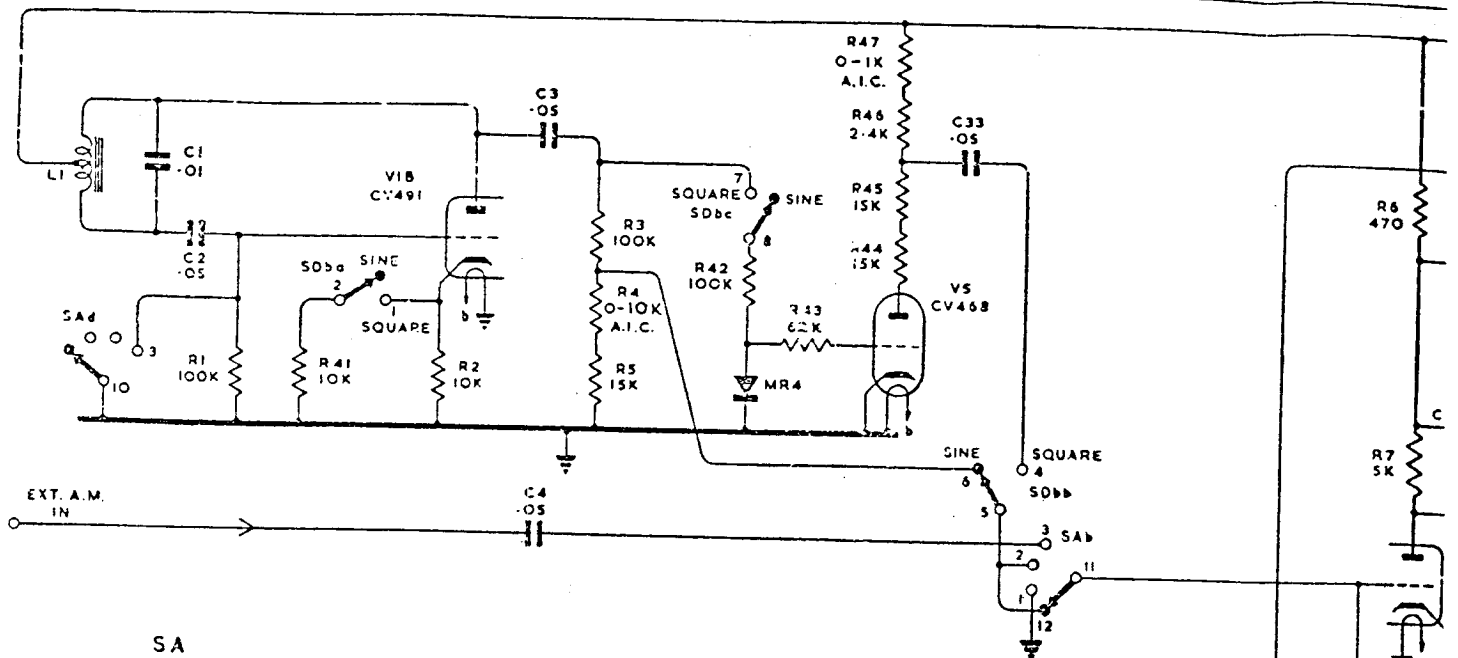 R47
0-1K
A.I.C.
R46
2.4K
C3
.05
C33
.05
C1
.01
L1
V1B
CV491
7
SQUARE
SINE
SDbc
8
R3
100K
R45
15K
R6
470
C2
.05
SDba
SINE
2
1
SQUARE
b
R42
100K
R44
15K
R4
0-10K
A.I.C.
V5
CV468
R43
62K
SAd
3
10
R1
100K
R41
10K
R2
10K
R5
15K
MR4
b
C
SINE
6
SQUARE
4
SDbb
5
R7
5K
EXT. A.M.
IN
C4
.05
3
SAb
2
1
11
12
SA